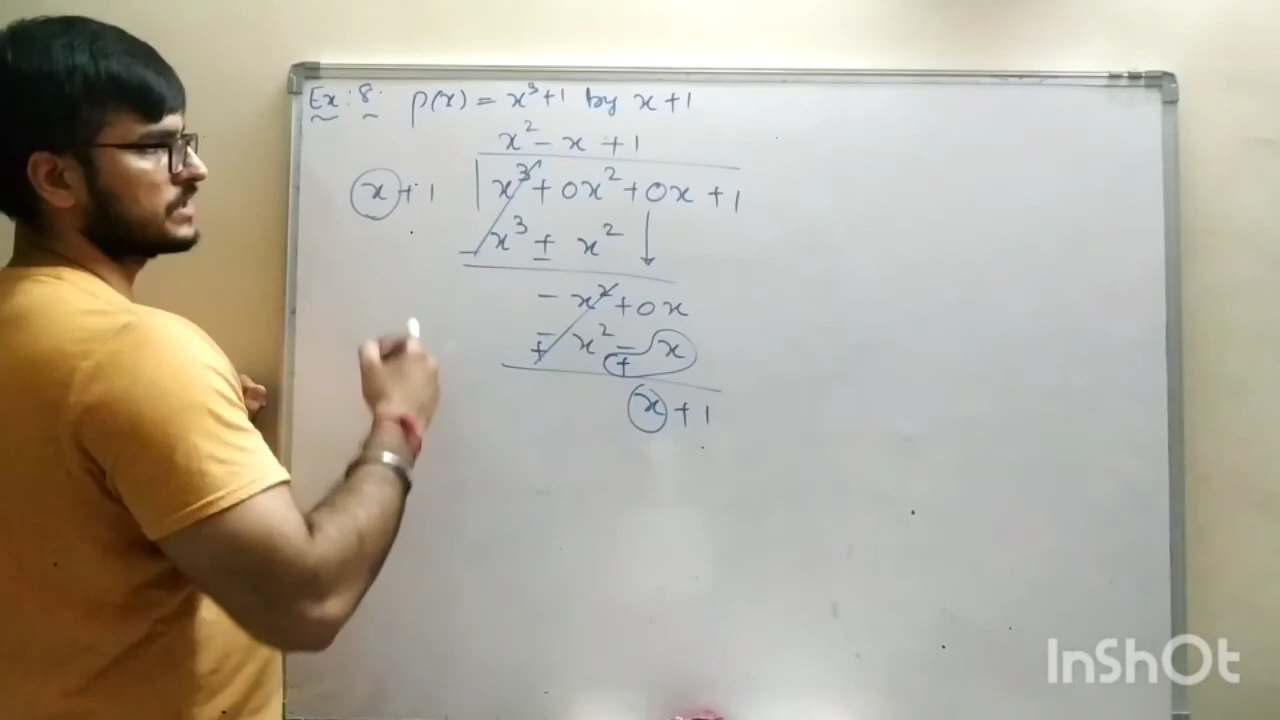 Ex: 8: p(x) = x³+1 by x+1
x² - x + 1
x + 1 | x³ + 0x² + 0x + 1
- x³ ± x²
- x² + 0x
∓ x² - + x
x + 1
InShOt